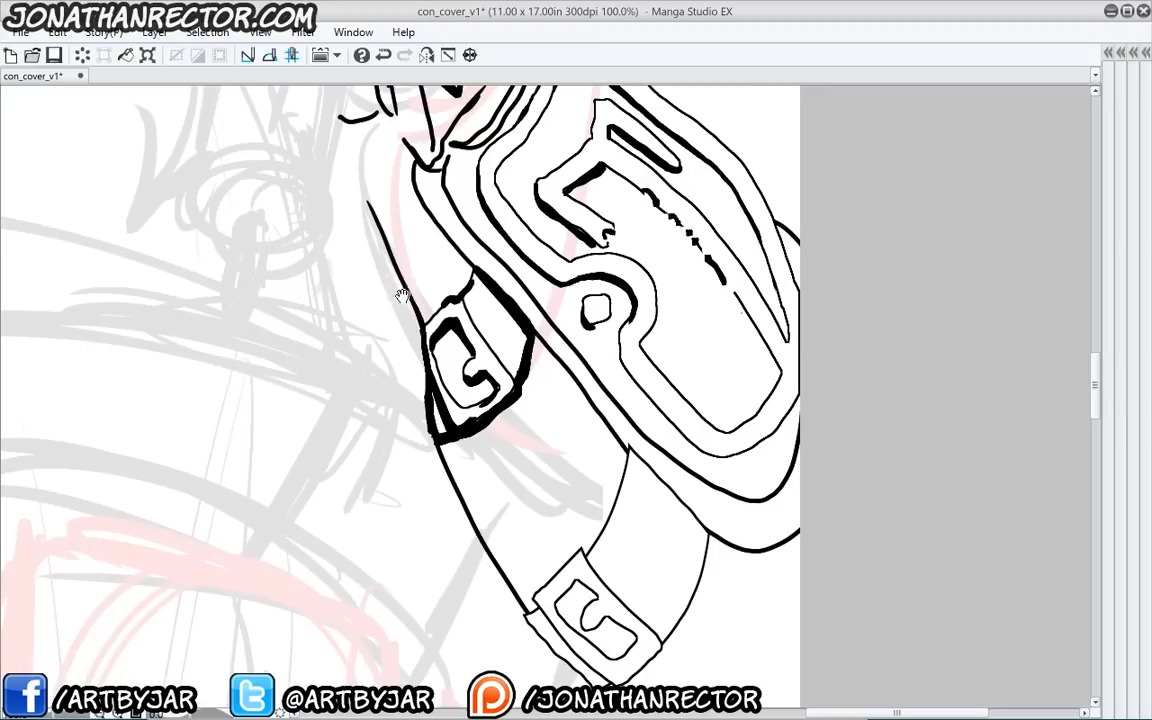 con_cover_v1* (11.00 x 17.00in 300dpi 100.0%) - Manga Studio EX
JONATHANRECTOR.COM
File Edit Story(P) Layer Selection View Filter Window Help
con_cover_v1*
/ARTBYJAR @ARTBYJAR /JONATHANRECTOR